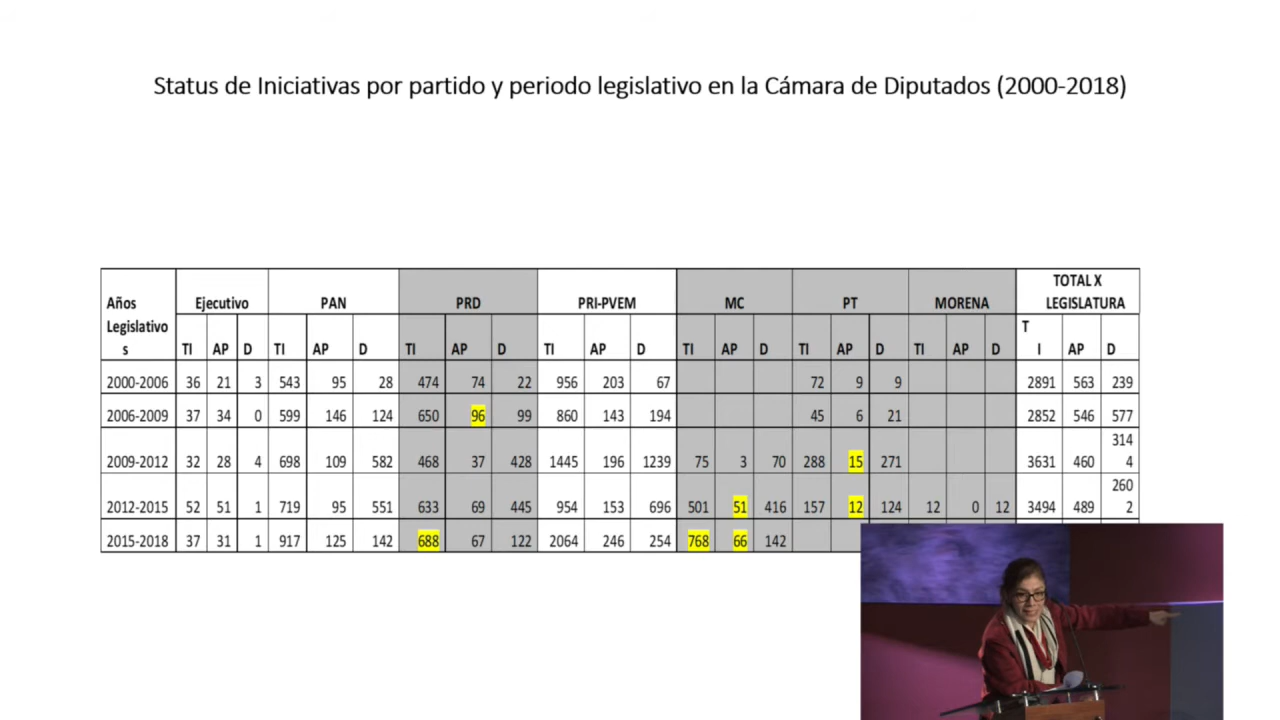 Status de Iniciativas por partido y periodo legislativo en la Cámara de Diputados (2000-2018)
Años Legislativos Ejecutivo PAN PRD PRI-PVEM MC PT MORENA TOTAL X LEGISLATURA
TI AP D TI AP D TI AP D TI AP D TI AP D TI AP D TI AP D TI AP D
2000-2006 36 21 3 543 95 28 474 74 22 956 203 67 72 9 9 2891 563 239
2006-2009 37 34 0 599 146 124 650 96 99 860 143 194 45 6 21 2852 546 577
2009-2012 32 28 4 698 109 582 468 37 428 1445 196 1239 75 3 70 288 15 271 3631 460 3144
2012-2015 52 51 1 719 95 551 633 69 445 954 153 696 501 51 416 157 12 124 12 0 12 3494 489 2602
2015-2018 37 31 1 917 125 142 688 67 122 2064 246 254 768 66 142